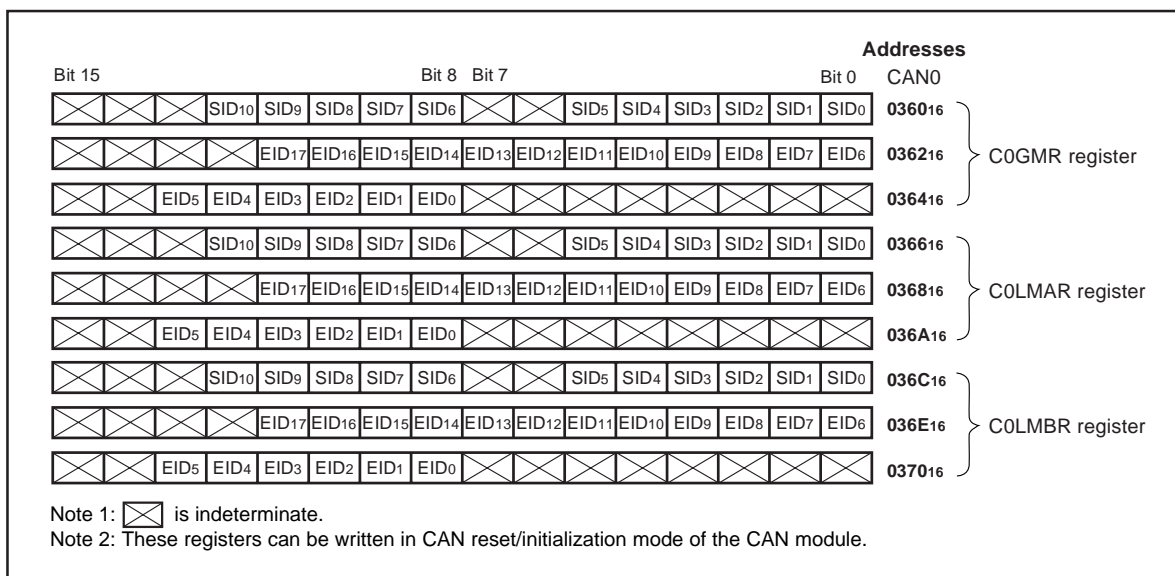 Addresses
Bit 15 Bit 8 Bit 7 Bit 0 CAN0
SID10 SID9 SID8 SID7 SID6 SID5 SID4 SID3 SID2 SID1 SID0 036016
EID17 EID16 EID15 EID14 EID13 EID12 EID11 EID10 EID9 EID8 EID7 EID6 036216 C0GMR register
EID5 EID4 EID3 EID2 EID1 EID0 036416
SID10 SID9 SID8 SID7 SID6 SID5 SID4 SID3 SID2 SID1 SID0 036616
EID17 EID16 EID15 EID14 EID13 EID12 EID11 EID10 EID9 EID8 EID7 EID6 036816 C0LMAR register
EID5 EID4 EID3 EID2 EID1 EID0 036A16
SID10 SID9 SID8 SID7 SID6 SID5 SID4 SID3 SID2 SID1 SID0 036C16
EID17 EID16 EID15 EID14 EID13 EID12 EID11 EID10 EID9 EID8 EID7 EID6 036E16 C0LMBR register
EID5 EID4 EID3 EID2 EID1 EID0 037016
Note 1: is indeterminate.
Note 2: These registers can be written in CAN reset/initialization mode of the CAN module.